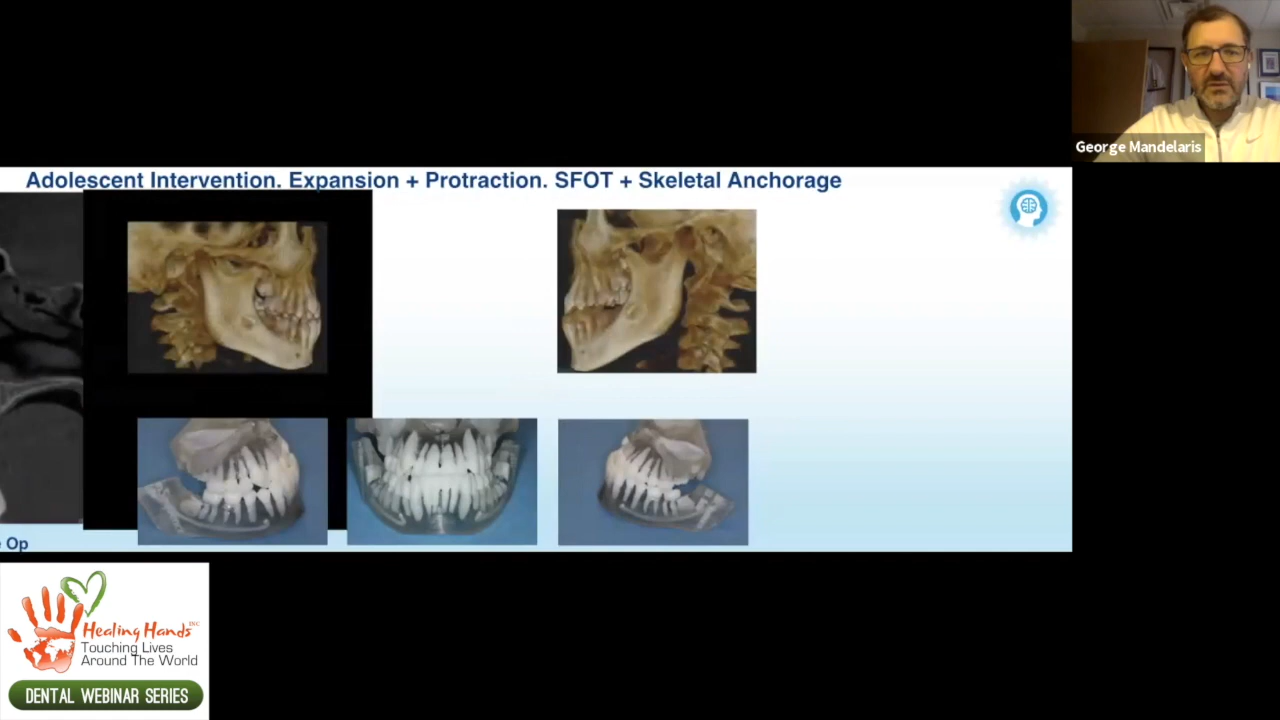 George Mandelaris
Adolescent Intervention. Expansion + Protraction. SFOT + Skeletal Anchorage
Op
Healing Hands INC
Touching Lives
Around The World
DENTAL WEBINAR SERIES